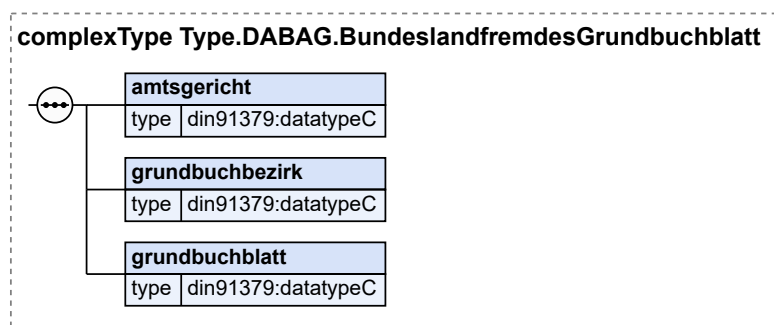 complexType Type.DABAG.BundeslandfremdesGrundbuchblatt
amtsgericht
type din91379:datatypeC
grundbuchbezirk
type din91379:datatypeC
grundbuchblatt
type din91379:datatypeC